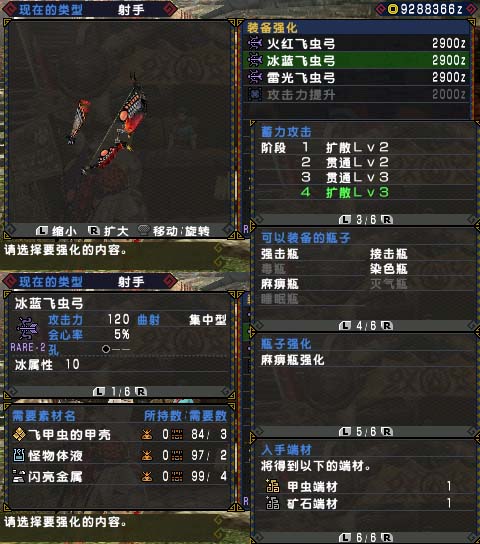 现在的类型 射手
9288366z
装备强化
火红飞虫弓 2900z
冰蓝飞虫弓 2900z
雷光飞虫弓 2900z
攻击力提升 2000z
L 缩小 R 扩大 移动/旋转
请选择要强化的内容。
蓄力攻击
阶段 1 扩散Lv2
2 贯通Lv2
3 贯通Lv3
4 扩散Lv3
L 3/6 R
可以装备的瓶子
强击瓶 接击瓶
毒瓶 染色瓶
麻痹瓶 灭气瓶
睡眠瓶
L 4/6 R
瓶子强化
麻痹瓶强化
L 5/6 R
入手端材
将得到以下的端材。
甲虫端材 1
矿石端材 1
L 6/6 R
现在的类型 射手
冰蓝飞虫弓
攻击力 120 曲射 集中型
会心率 5%
RARE-2 孔 ●――
冰属性 10
L 1/6 R
需要素材名 所持数/需要数
飞甲虫的甲壳 0 84/ 3
怪物体液 0 97/ 2
闪亮金属 0 99/ 4
请选择要强化的内容。